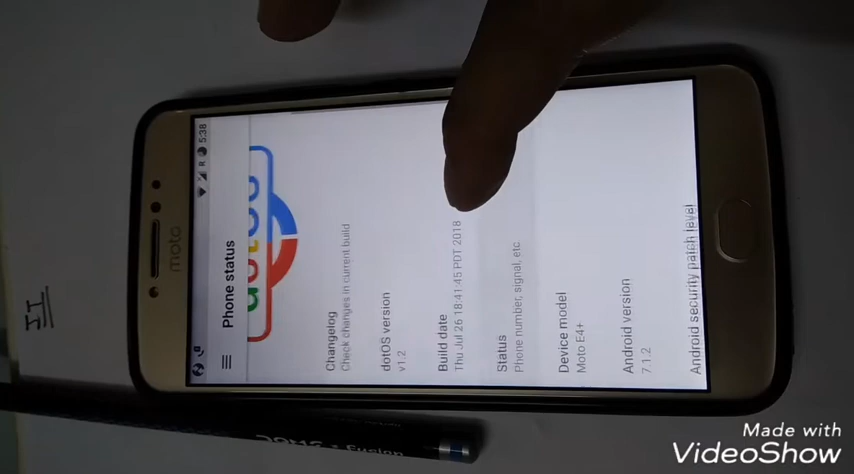 5:38
moto
Phone status
Changelog
Check changes in current build
dotOS version
v1.2
Build date
Thu Jul 26 18:41:45 PDT 2018
Status
Phone number, signal, etc
Device model
Moto E4+
Android version
7.1.2
Android security patch level
Made with
VideoShow